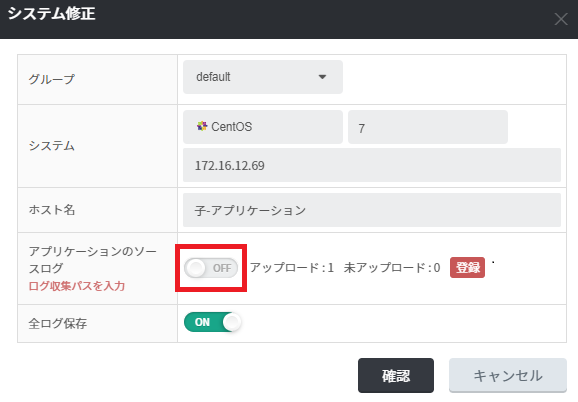 システム修正
グループ
default
システム
CentOS
7
172.16.12.69
ホスト名
子-アプリケーション
アプリケーションのソー
スログ
ログ収集パスを入力
OFF
アップロード : 1 未アップロード : 0
登録
全ログ保存
ON
確認
キャンセル